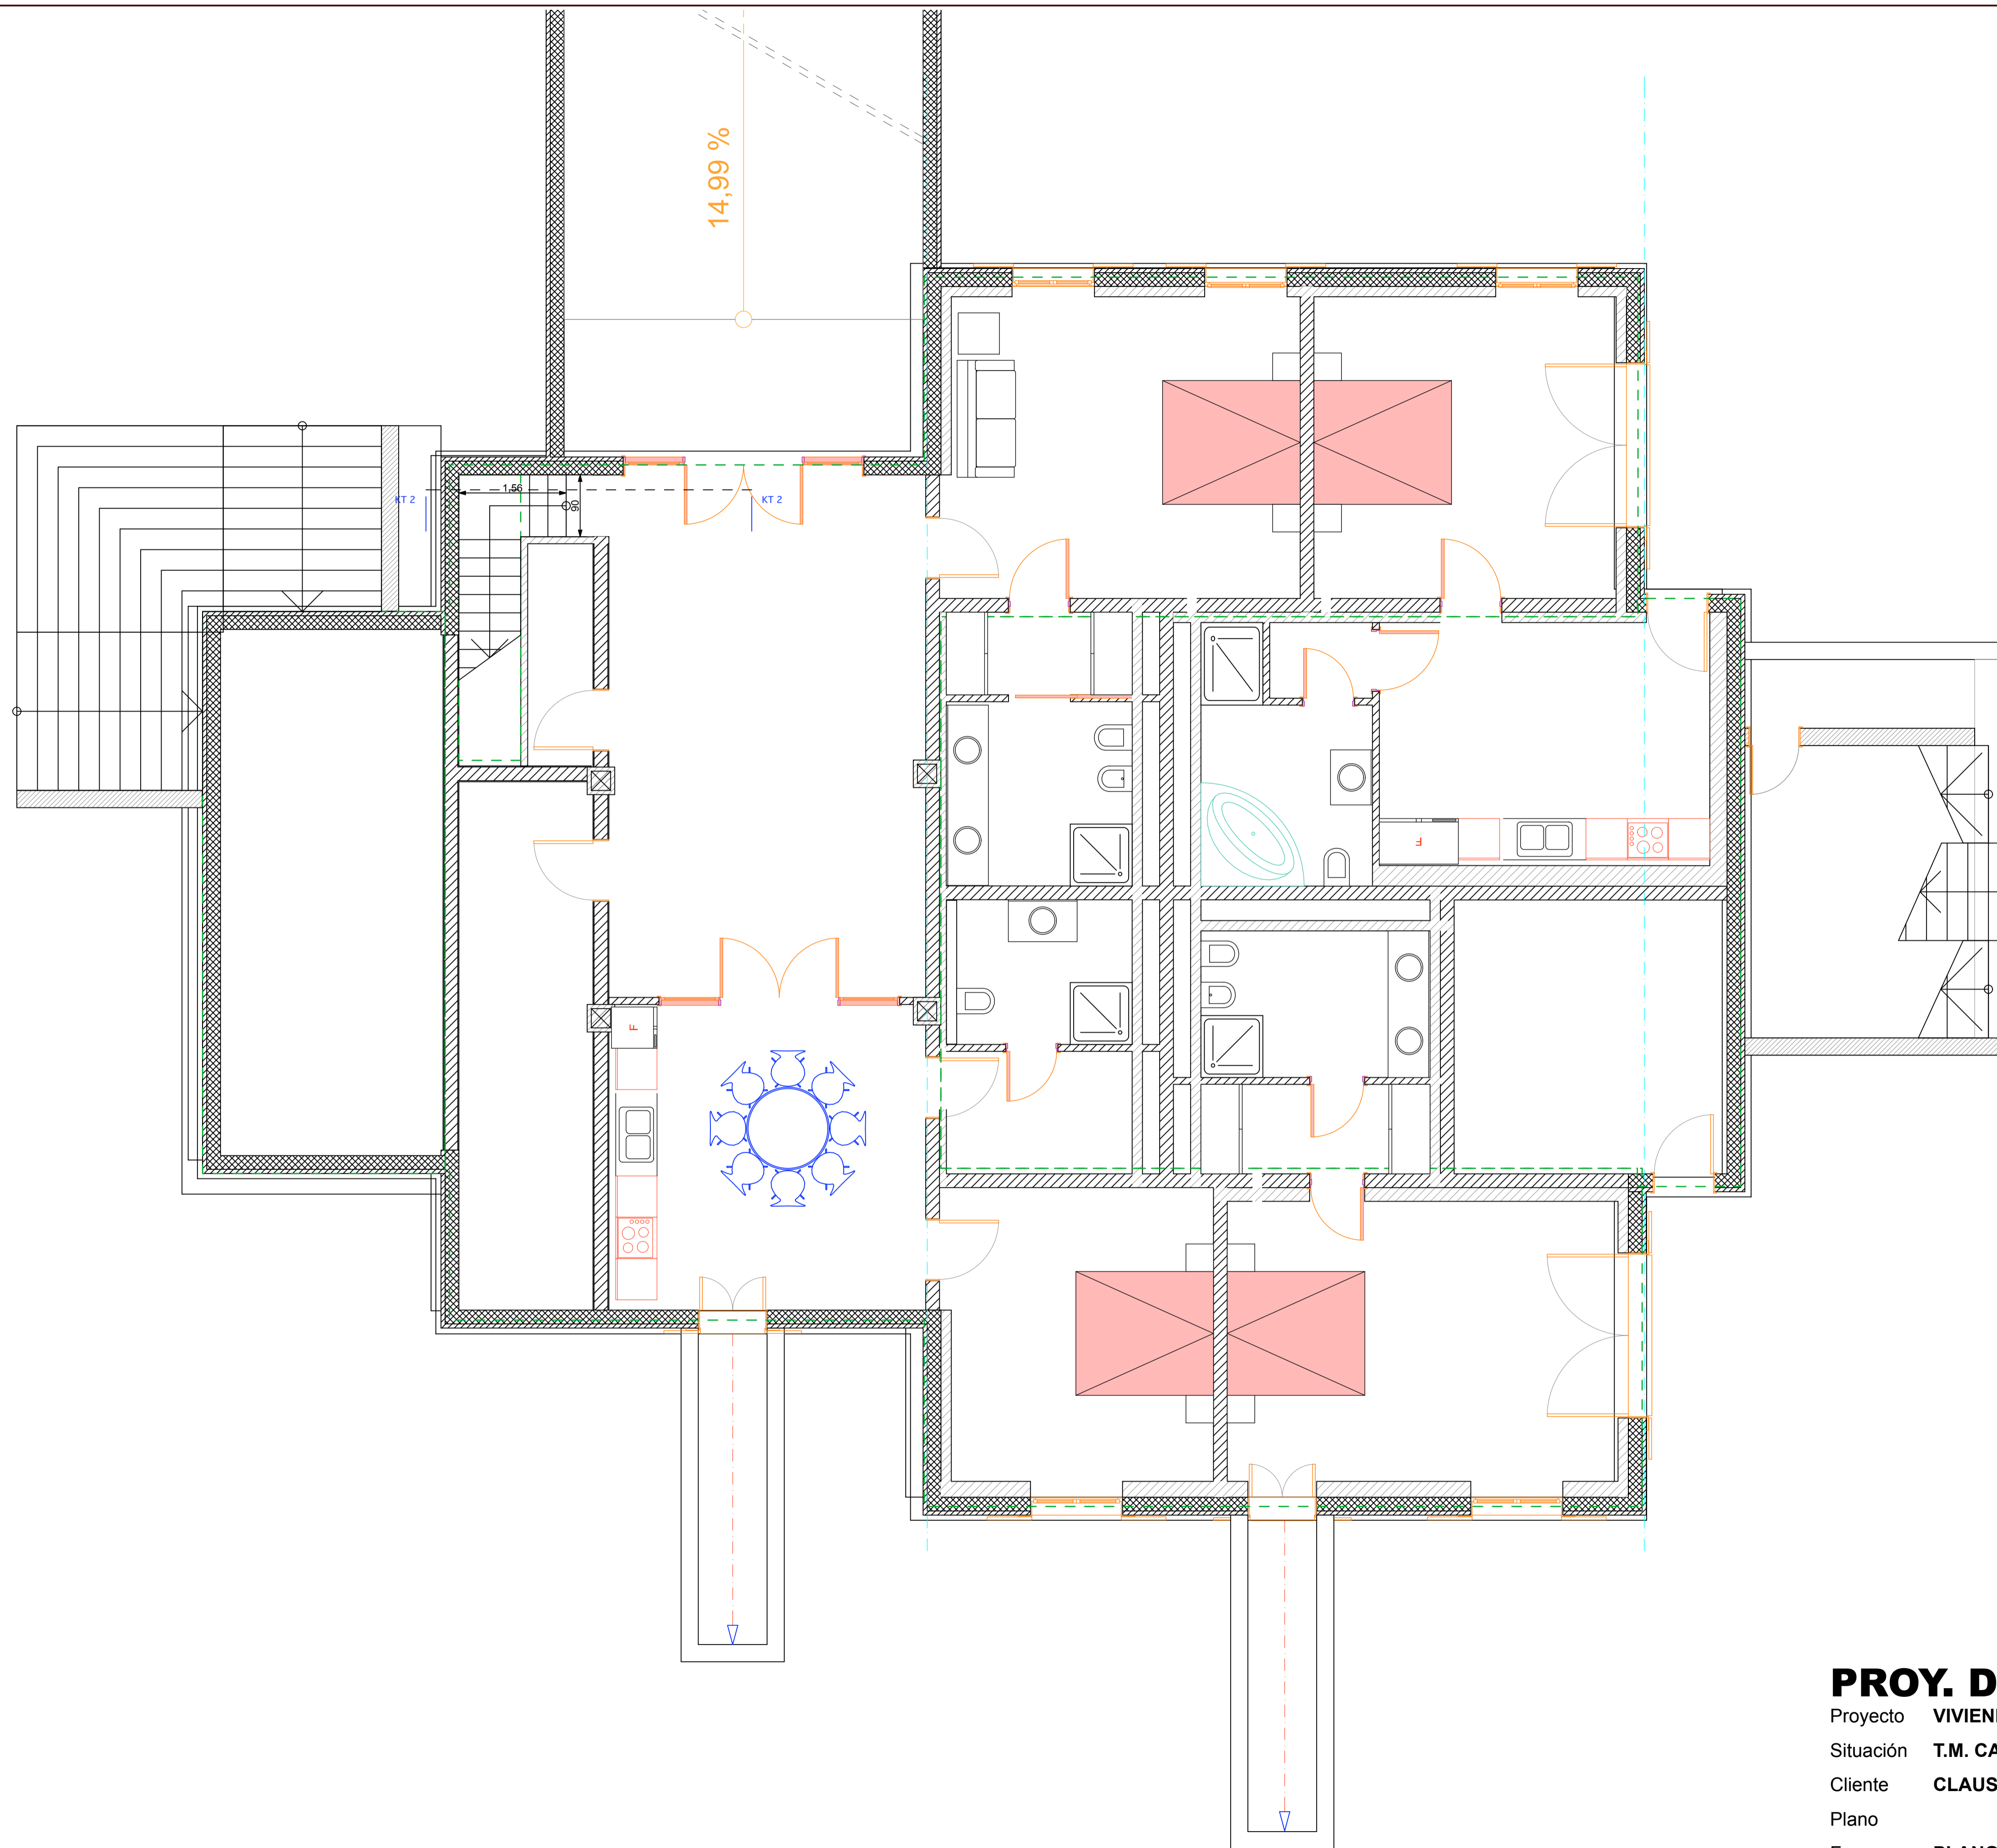 14,99 %
1,56
90
KT 2
KT 2
F
F
PROY. D
Proyecto VIVIEN
Situación T.M. CA
Cliente CLAUS
Plano